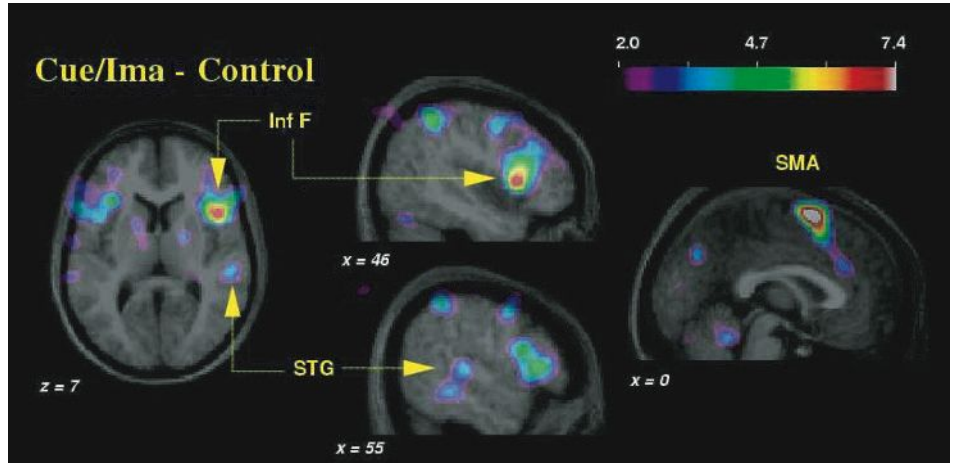 Cue/Ima - Control
2.0 4.7 7.4
Inf F
SMA
x = 46
STG
z = 7
x = 0
x = 55